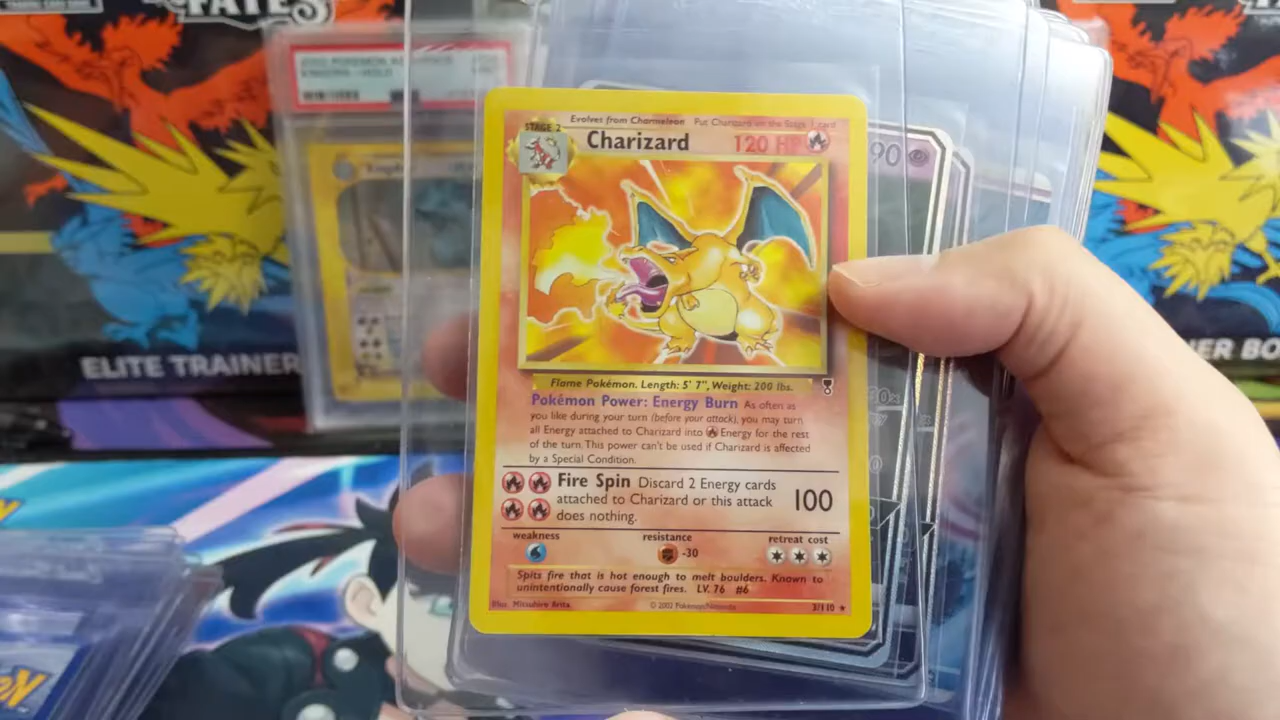 FATES
ELITE TRAINER
NER BO
90
Evolves from Charmeleon Put Charizard on the Stage 1 card
STAGE 2
Charizard 120 HP
Flame Pokémon. Length: 5' 7", Weight: 200 lbs.
Pokémon Power: Energy Burn As often as
you like during your turn (before your attack), you may turn
all Energy attached to Charizard into Energy for the rest
of the turn. This power can't be used if Charizard is affected
by a Special Condition.
Fire Spin Discard 2 Energy cards
attached to Charizard or this attack
does nothing.
100
weakness resistance retreat cost
-30
Spits fire that is hot enough to melt boulders. Known to
unintentionally cause forest fires. LV. 76 #6
Illus. Mitsuhiro Arita © 2002 Pokémon/Nintendo 3/110